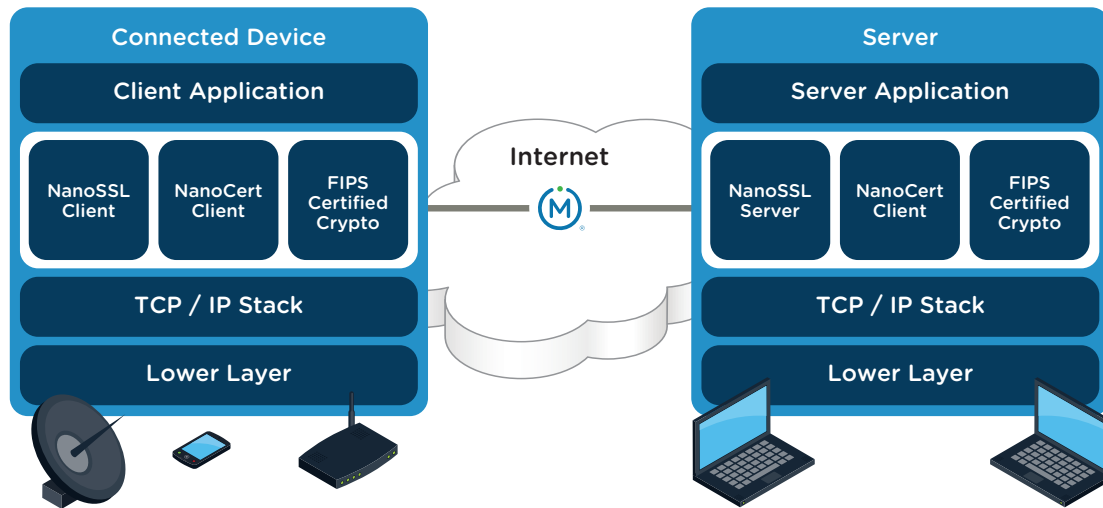 Connected Device
Client Application
NanoSSL
Client
NanoCert
Client
FIPS
Certified
Crypto
TCP / IP Stack
Lower Layer
Internet
M
®
Server
Server Application
NanoSSL
Server
NanoCert
Client
FIPS
Certified
Crypto
TCP / IP Stack
Lower Layer